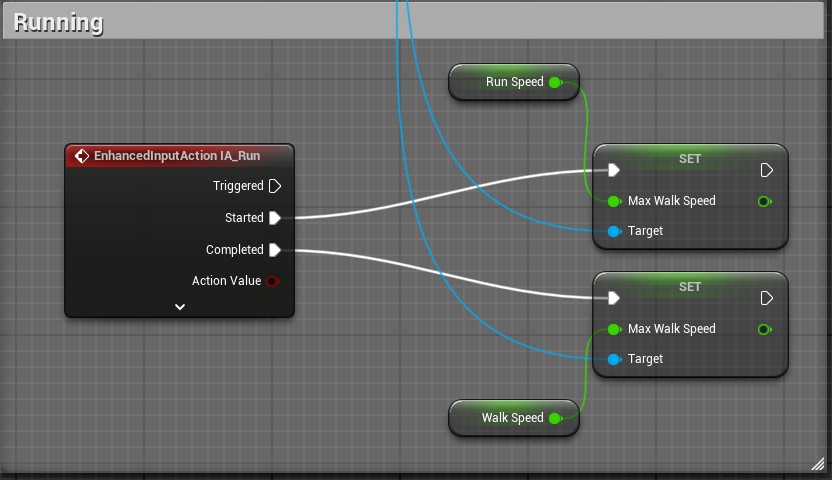 Running
Run Speed
EnhancedInputAction IA_Run
Triggered
Started
Completed
Action Value
SET
Max Walk Speed
Target
SET
Max Walk Speed
Target
Walk Speed